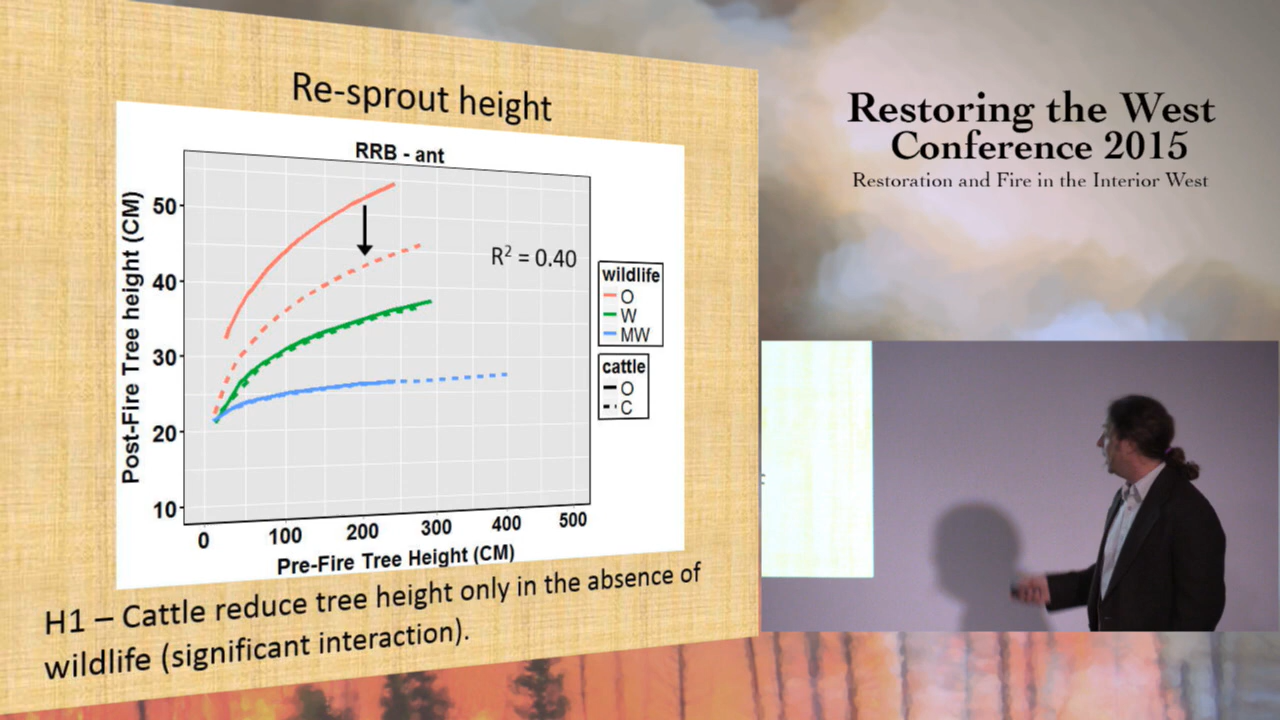 Re-sprout height
RRB - ant
Post-Fire Tree height (CM)
50
40
30
20
10
R² = 0.40
wildlife
O
W
MW
cattle
O
C
0 100 200 300 400 500
Pre-Fire Tree Height (CM)
H1 – Cattle reduce tree height only in the absence of
wildlife (significant interaction).
Restoring the West
Conference 2015
Restoration and Fire in the Interior West